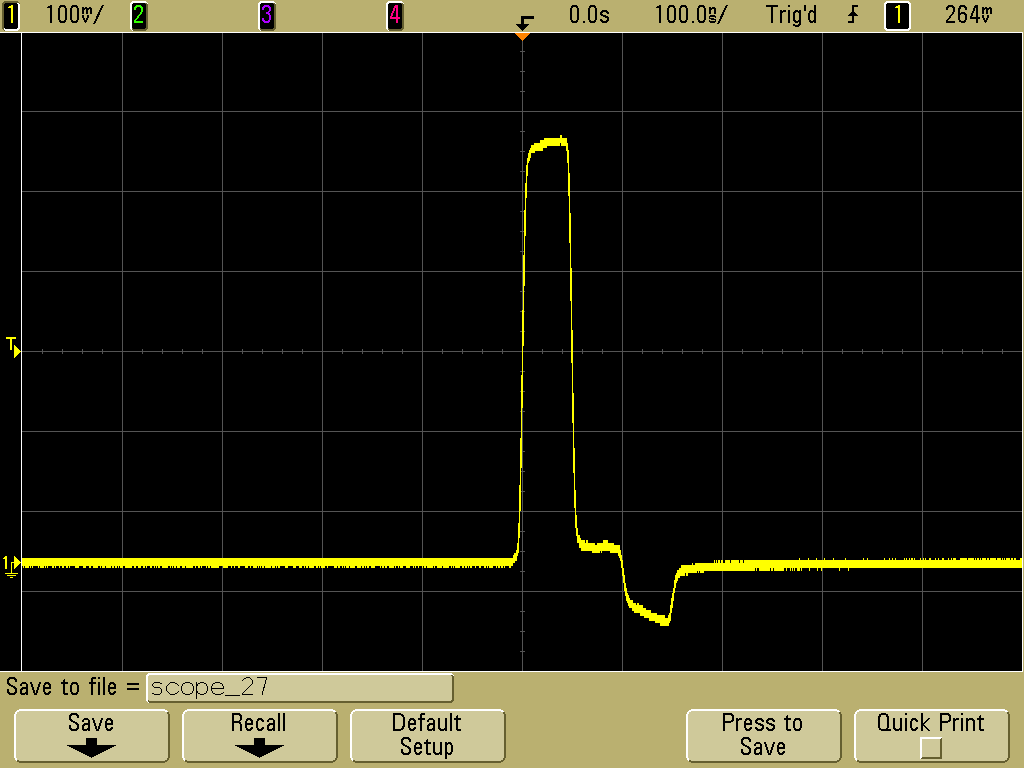 1 100mV/ 2 3 4 0.0s 100.0ns/ Trig'd 1 264mV
T
1
Save to file = scope_27
Save Recall Default Setup Press to Save Quick Print